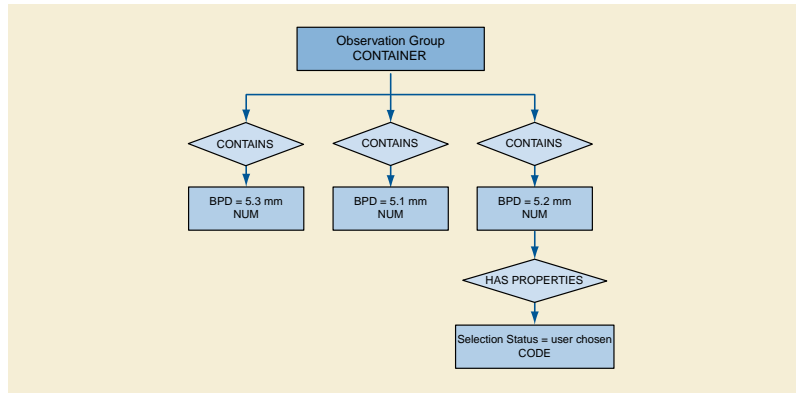 Observation Group
CONTAINER
CONTAINS
CONTAINS
CONTAINS
BPD = 5.3 mm
NUM
BPD = 5.1 mm
NUM
BPD = 5.2 mm
NUM
HAS PROPERTIES
Selection Status = user chosen
CODE